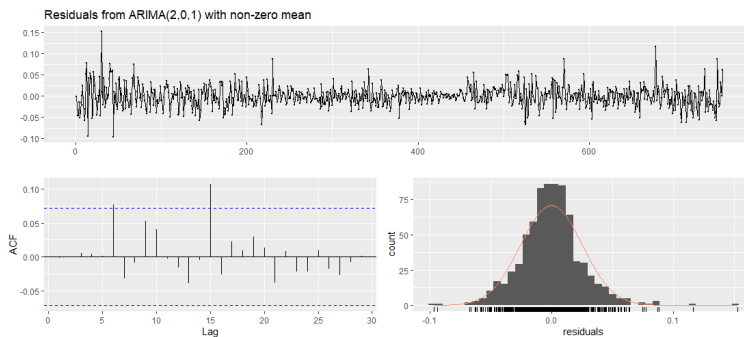 Residuals from ARIMA(2,0,1) with non-zero mean
0.15
0.10
0.05
0.00
-0.05
-0.10
0 200 400 600
0.10
0.05
0.00
-0.05
ACF
0 5 10 15 20 25 30
Lag
75
50
25
0
count
-0.1 0.0 0.1
residuals